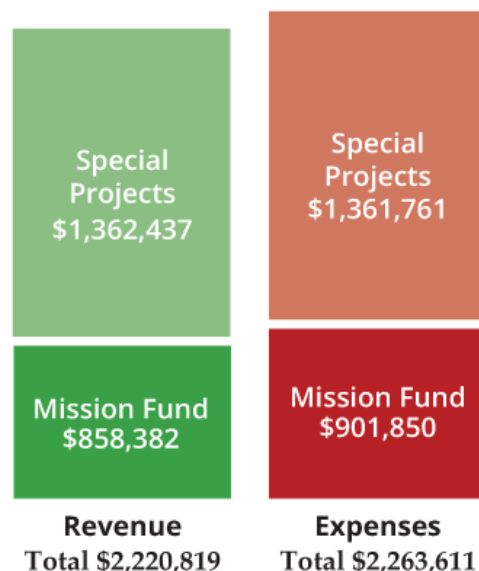 Special
Projects
$1,362,437
Mission Fund
$858,382
Revenue
Total $2,220,819
Special
Projects
$1,361,761
Mission Fund
$901,850
Expenses
Total $2,263,611